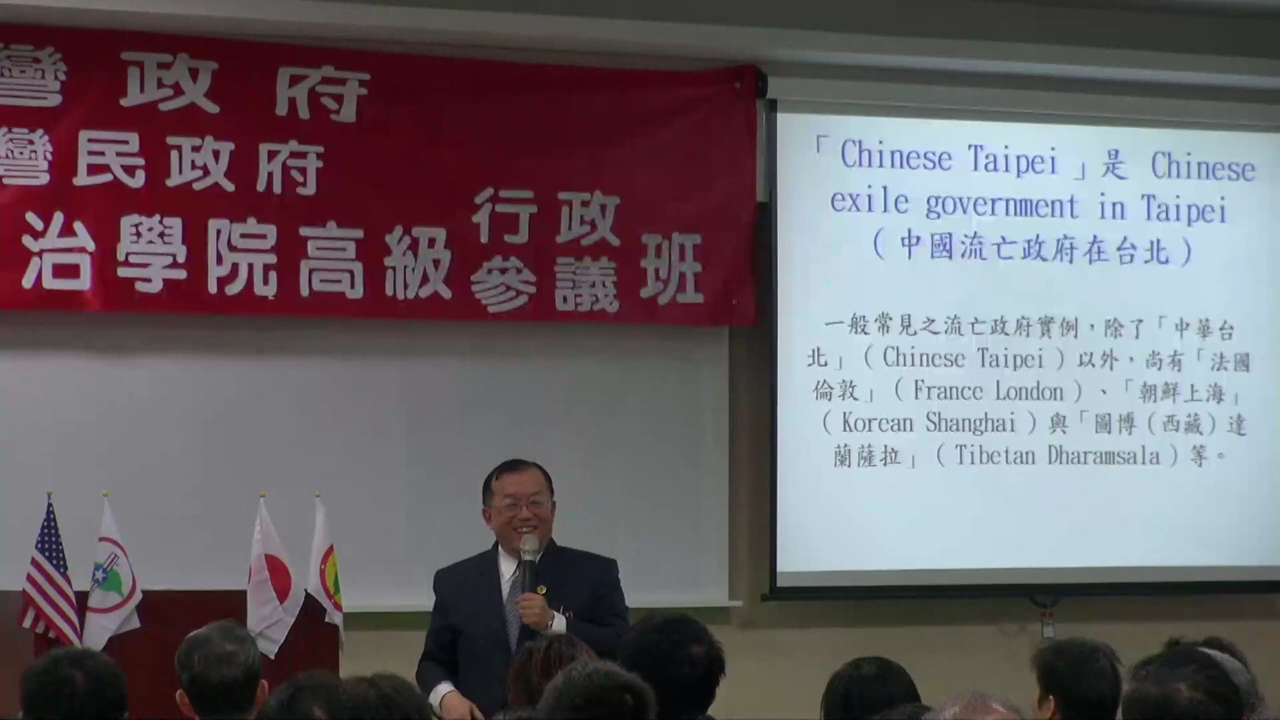 灣政府
灣民政府
治學院高級行政參議班
「Chinese Taipei」是 Chinese
exile government in Taipei
(中國流亡政府在台北)
一般常見之流亡政府實例,除了「中華台
北」(Chinese Taipei)以外,尚有「法國
倫敦」(France London)、「朝鮮上海」
(Korean Shanghai)與「圖博(西藏)達
蘭薩拉」(Tibetan Dharamsala)等。